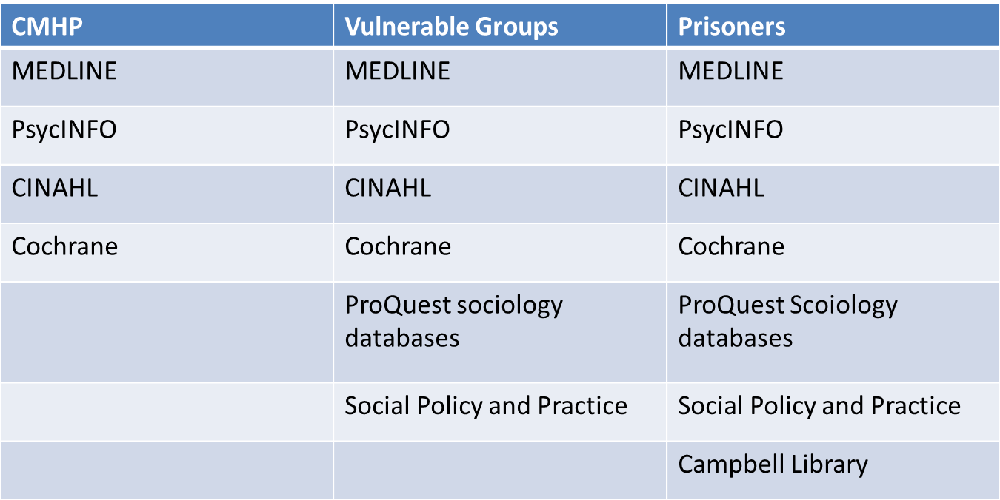 CMHP Vulnerable Groups Prisoners
MEDLINE MEDLINE MEDLINE
PsycINFO PsycINFO PsycINFO
CINAHL CINAHL CINAHL
Cochrane Cochrane Cochrane
ProQuest sociology databases ProQuest Scoiology databases
Social Policy and Practice Social Policy and Practice
Campbell Library